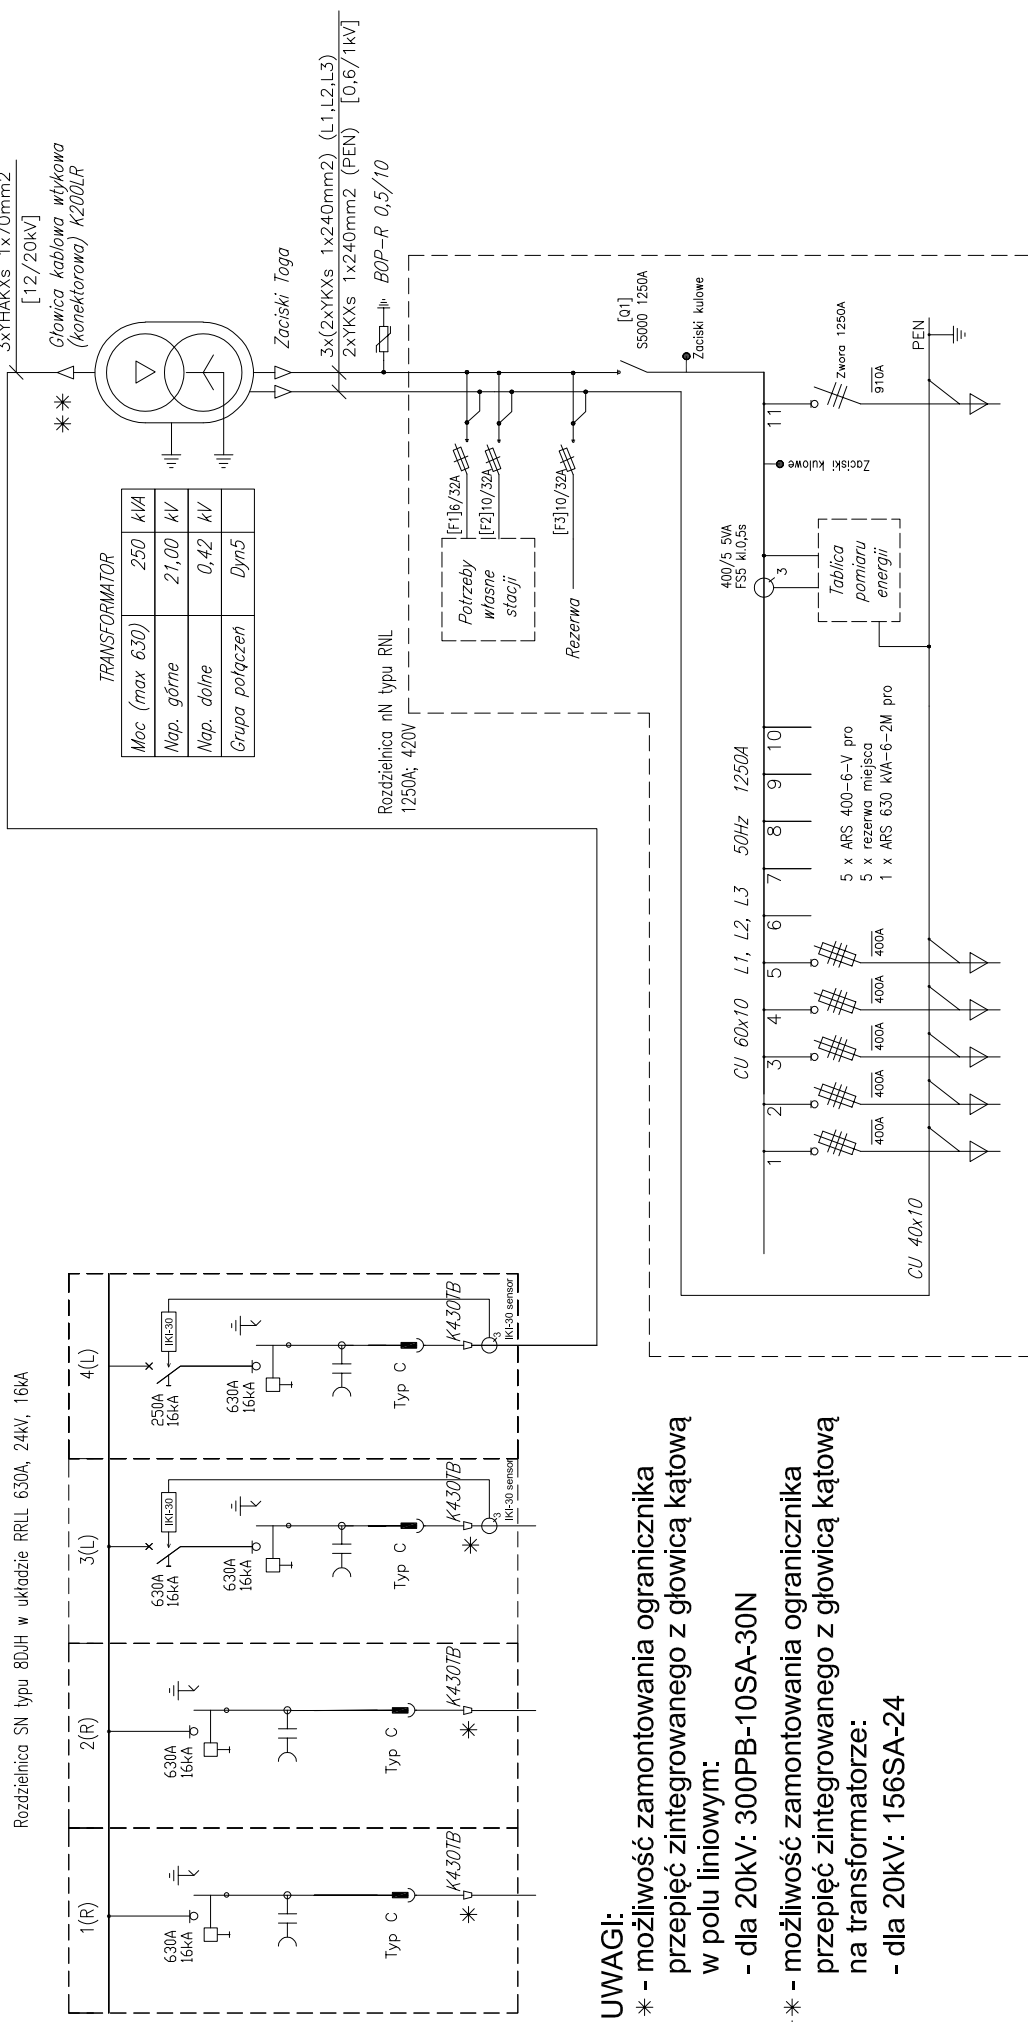 Rozdzielnica SN typu 8DJH w układzie RRLL 630A, 24kV, 16kA
1(R)
630A
16kA
Typ C
K430TB
*
2(R)
630A
16kA
Typ C
K430TB
*
3(L)
IKI-30
630A
16kA
630A
16kA
Typ C
K430TB
*
3
IKI-30 sensor
4(L)
IKI-30
250A
16kA
630A
16kA
Typ C
K430TB
3
IKI-30 sensor
3xYHAKXs 1x70mm2
[12/20kV]
Głowica kablowa wtykowa
(konektorowa) K200LR
**
TRANSFORMATOR
Moc (max 630) 250 kVA
Nap. górne 21,00 kV
Nap. dolne 0,42 kV
Grupa połączeń Dyn5
Zaciski Toga
3x(2xYKXs 1x240mm2) (L1,L2,L3)
2xYKXs 1x240mm2 (PEN) [0,6/1kV]
BOP-R 0,5/10
Rozdzielnica nN typu RNL
1250A; 420V
[F1]6/32A
[F2]10/32A
[F3]10/32A
Potrzeby
własne
stacji
Rezerwa
[Q1]
S5000 1250A
Zaciski kulowe
CU 60x10 L1, L2, L3 50Hz 1250A
400/5 5VA
FS5 kl.0,5s
3
Tablica
pomiaru
energii
Zaciski kulowe
1
2
3
4
5
6
7
8
9
10
11
400A
400A
400A
400A
400A
Zwora 1250A
910A
5 x ARS 400-6-V pro
5 x rezerwa miejsca
1 x ARS 630 kVA-6-2M pro
CU 40x10
PEN
UWAGI:
* - możliwość zamontowania ogranicznika
przepięć zintegrowanego z głowicą kątową
w polu liniowym:
- dla 20kV: 300PB-10SA-30N
* - możliwość zamontowania ogranicznika
przepięć zintegrowanego z głowicą kątową
na transformatorze:
- dla 20kV: 156SA-24